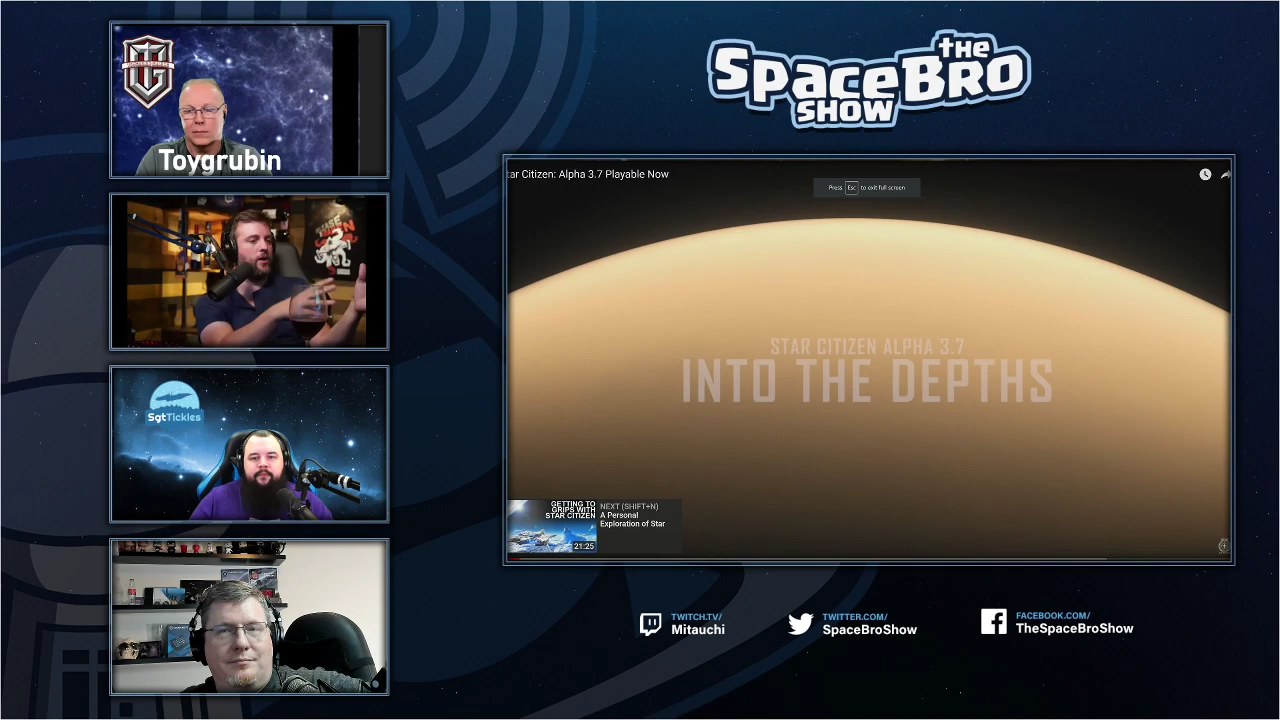 Toygrubin
SgtTickles
the
SpaceBro
SHOW
tar Citizen: Alpha 3.7 Playable Now
Press Esc to exit full screen
STAR CITIZEN ALPHA 3.7
INTO THE DEPTHS
GETTING TO
GRIPS WITH
STAR CITIZEN
21:25
NEXT (SHIFT+N)
A Personal
Exploration of Star
TWITCH.TV/
Mitauchi
TWITTER.COM/
SpaceBroShow
FACEBOOK.COM/
TheSpaceBroShow